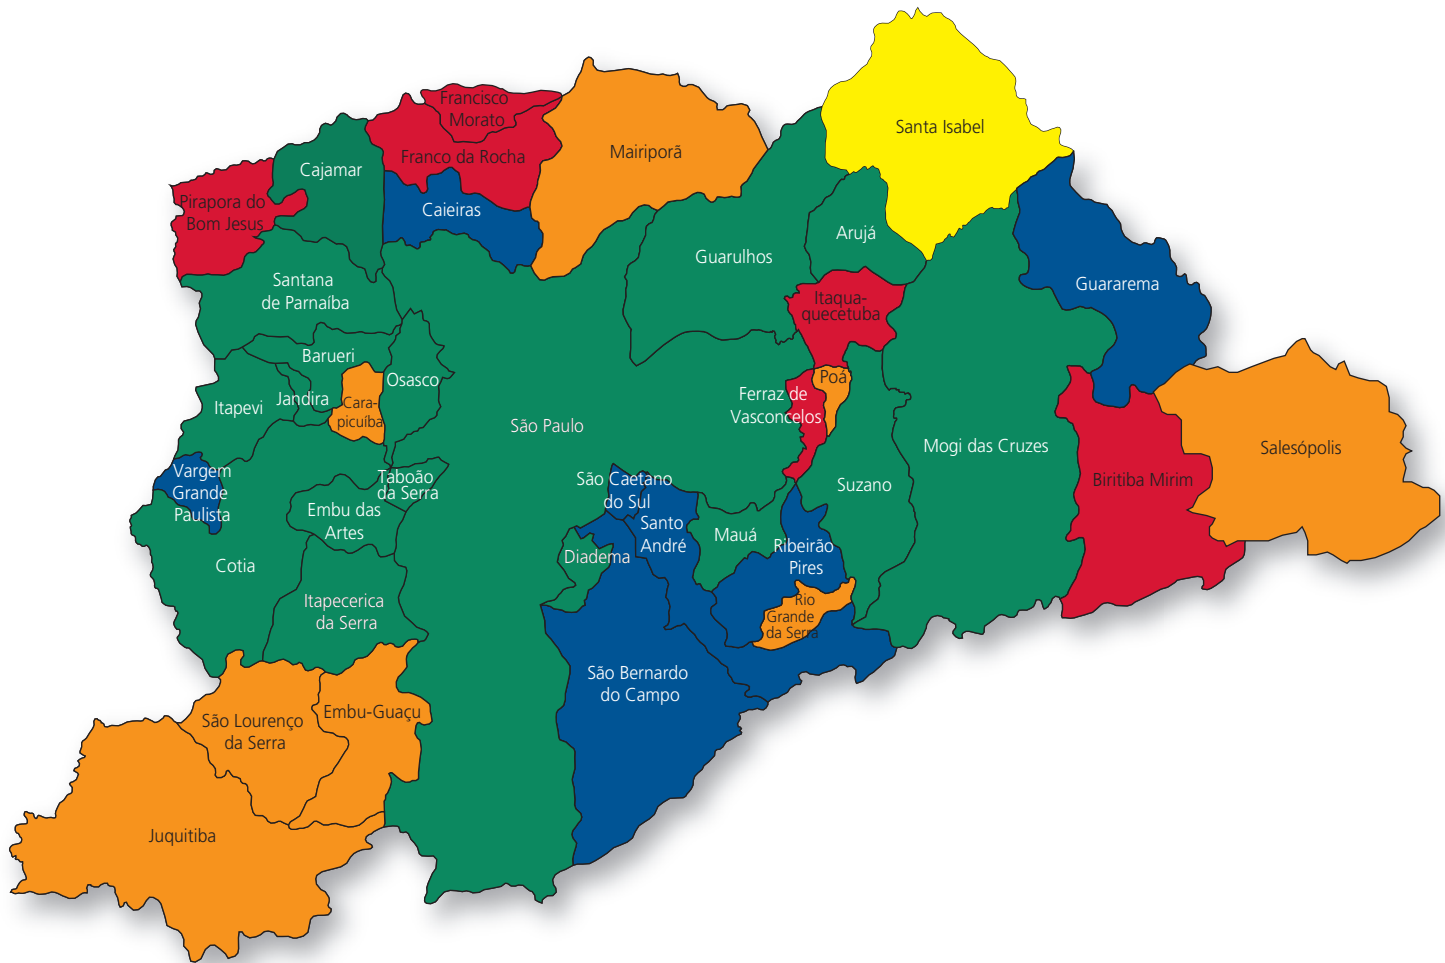 Francisco
Morato
Santa Isabel
Mairiporã
Franco da Rocha
Cajamar
Pirapora do
Bom Jesus
Caieiras
Arujá
Guarulhos
Santana
de Parnaíba
Guararema
Itaqua-
quecetuba
Barueri
Osasco
Poá
Jandira
Itapevi
Cara-
picuíba
Ferraz de
Vasconcelos
São Paulo
Mogi das Cruzes
Salesópolis
Vargem
Grande
Paulista
Taboão
da Serra
São Caetano
do Sul
Suzano
Biritiba Mirim
Embu das
Artes
Santo
André
Mauá
Ribeirão
Pires
Diadema
Cotia
Itapecerica
da Serra
Rio
Grande
da Serra
São Bernardo
do Campo
São Lourenço
da Serra
Embu-Guaçu
Juquitiba